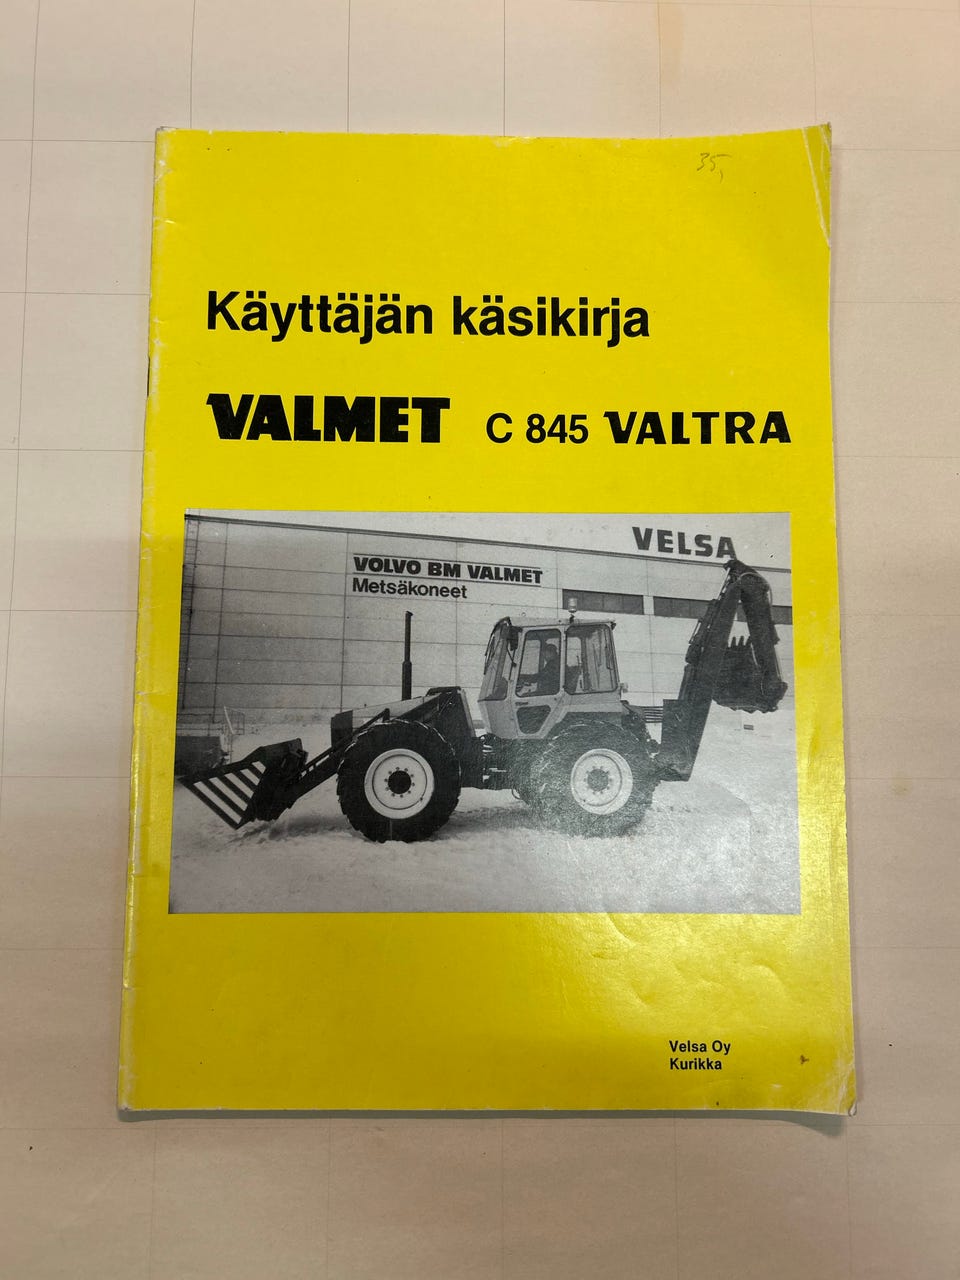 35,
Käyttäjän käsikirja
VALMET C 845 VALTRA
VELSA
VOLVO BM VALMET
Metsäkoneet
Velsa Oy
Kurikka